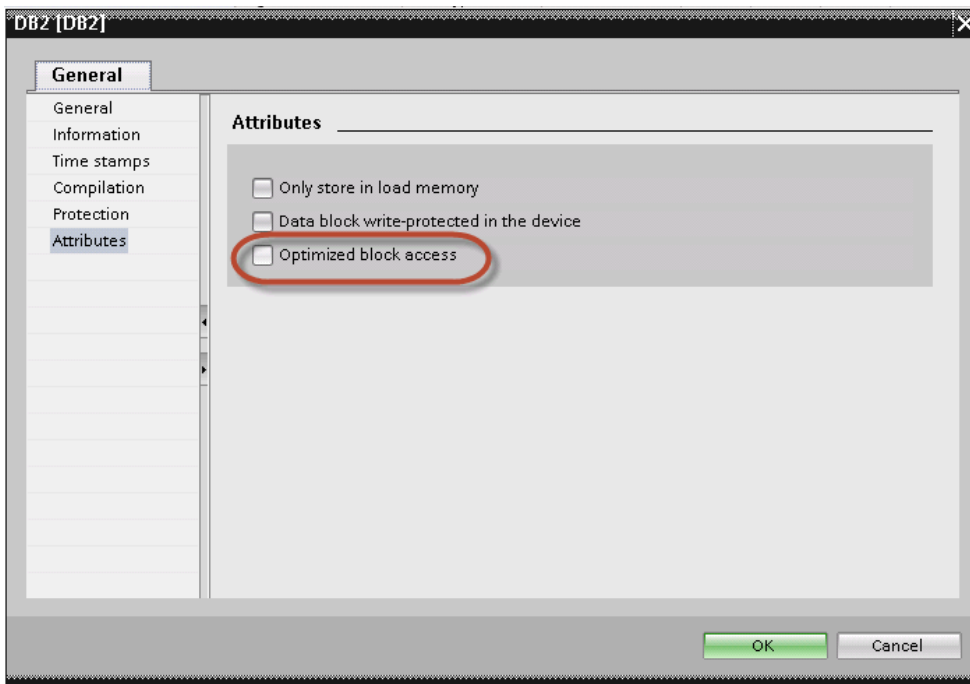 DB2 [DB2]
General
General
Information
Time stamps
Compilation
Protection
Attributes
Attributes
Only store in load memory
Data block write-protected in the device
Optimized block access
OK
Cancel